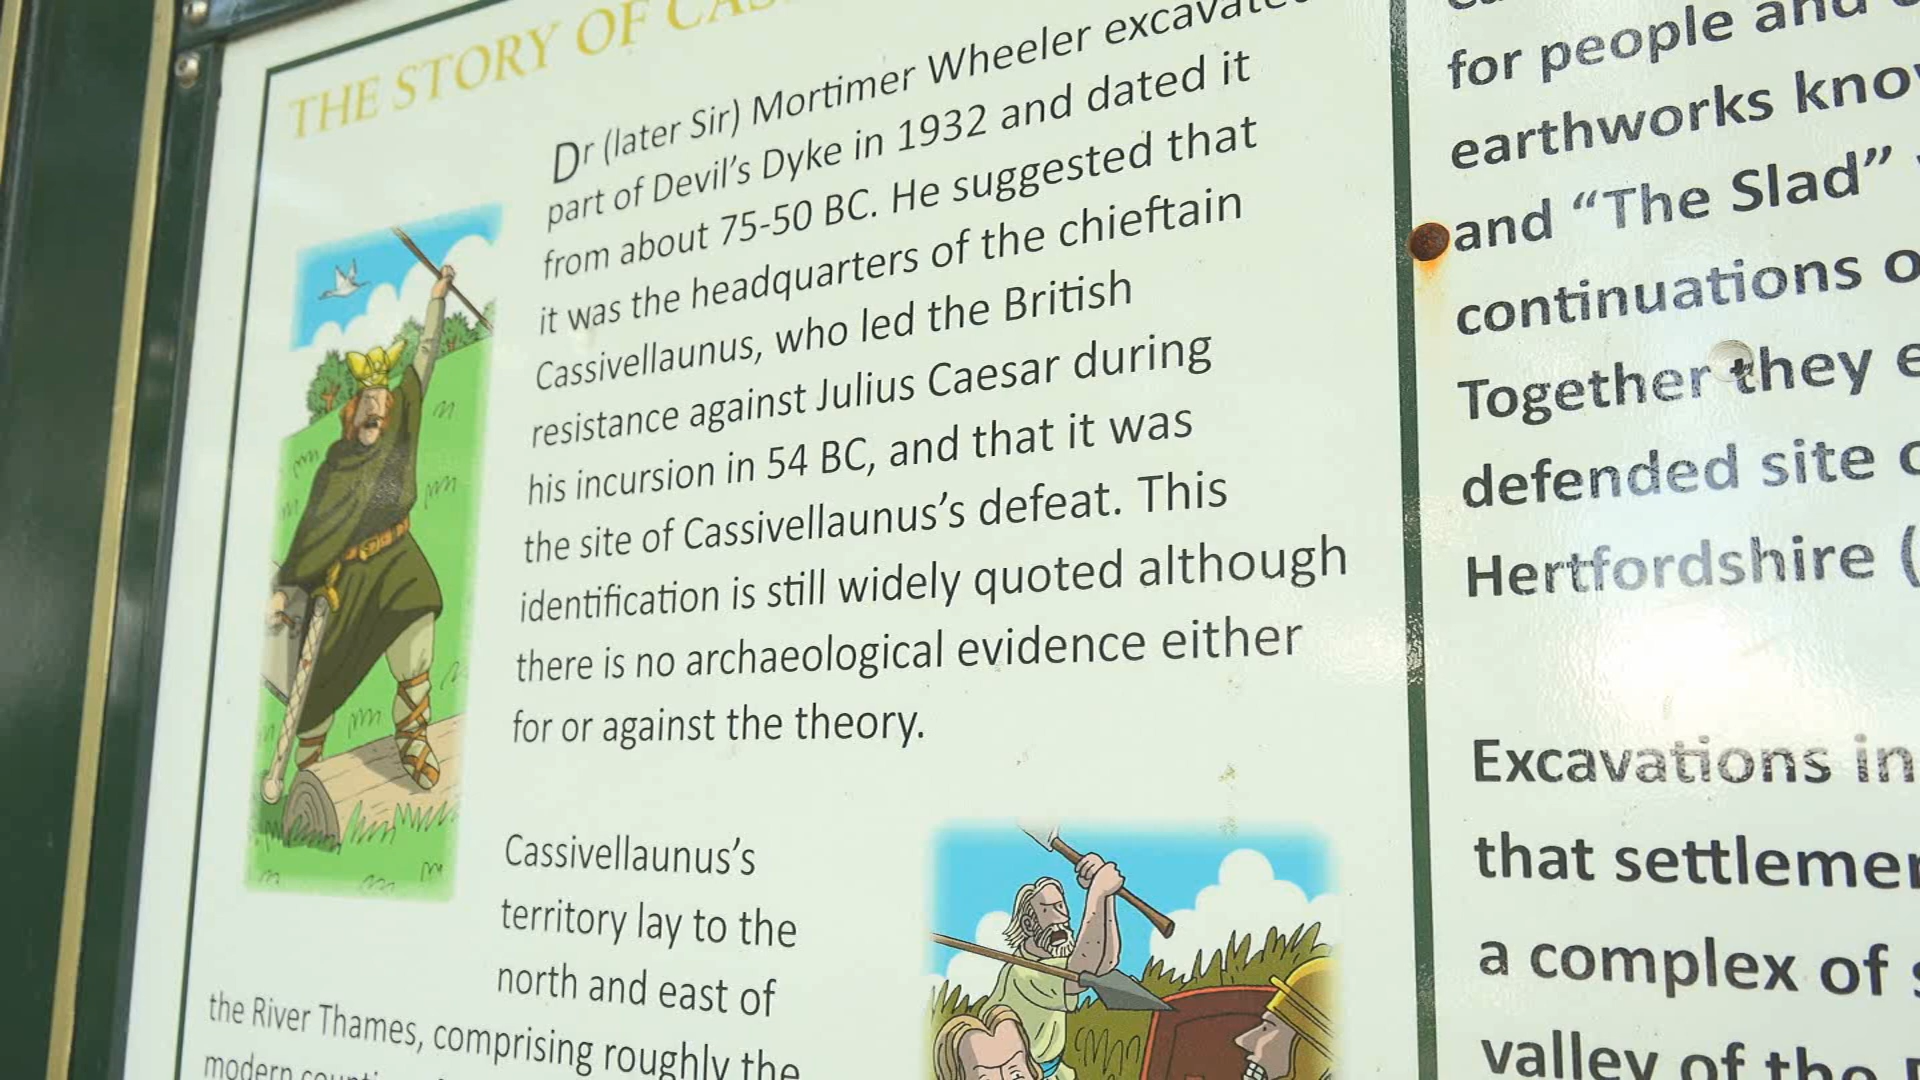 THE STORY OF
Dr (later Sir) Mortimer Wheeler excavated
part of Devil's Dyke in 1932 and dated it
from about 75-50 BC. He suggested that
it was the headquarters of the chieftain
Cassivellaunus, who led the British
resistance against Julius Caesar during
his incursion in 54 BC, and that it was
the site of Cassivellaunus's defeat. This
identification is still widely quoted although
there is no archaeological evidence either
for or against the theory.
Cassivellaunus's
territory lay to the
north and east of
the River Thames, comprising roughly the
modern
for people and
earthworks
and “The Slad”
continuations
Together they
defended site
Hertfordshire (
Excavations in
that
a complex of
valley of the